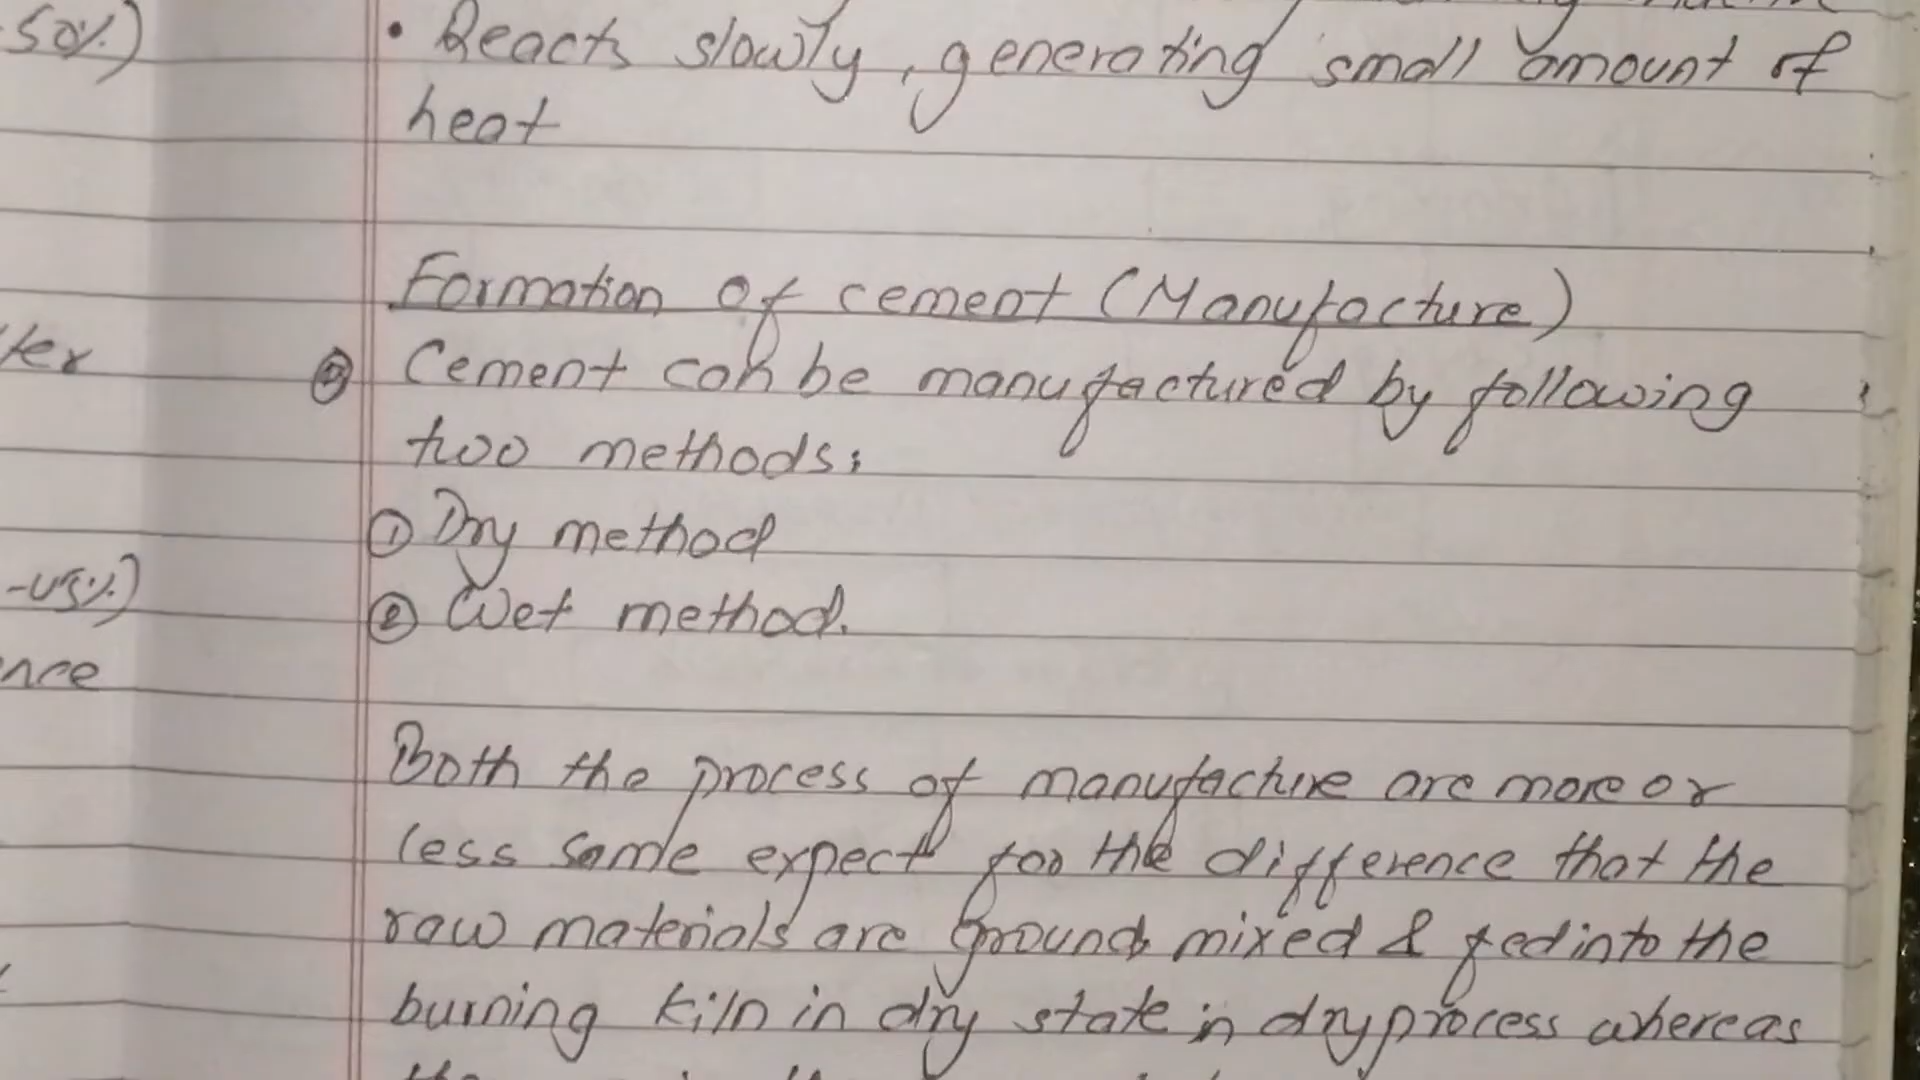 50%)
• Reacts slowly, generating small amount of
heat
Formation of cement (Manufacture)
ter
Cement can be manufactured by following
two methods:
① Dry method
② Wet method.
nce
Both the process of manufacture are more or
less same expect for the difference that the
raw materials are ground mixed & fed into the
burning kiln in dry state in dry process whereas